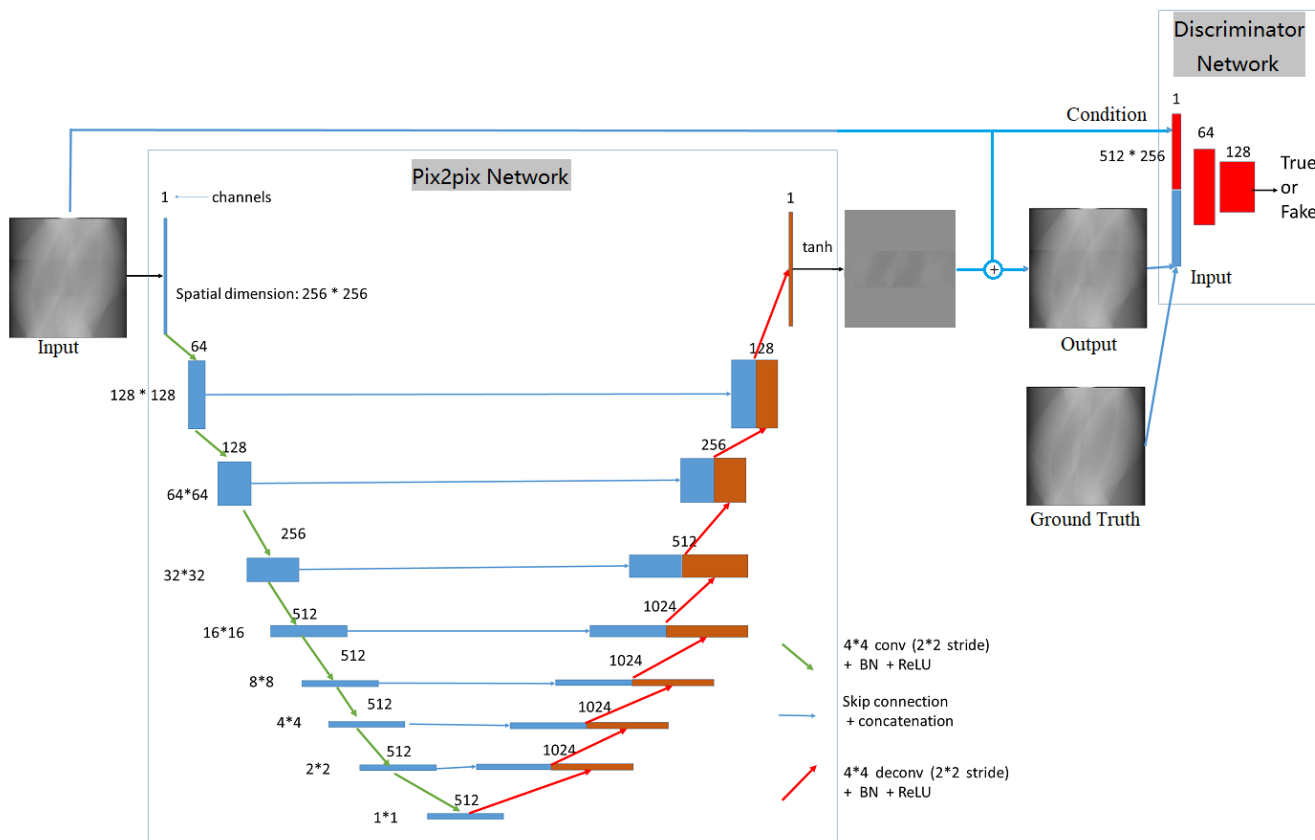 Discriminator
Network
1
Condition
64
512 * 256
128
True
or
Fake
Input
Pix2pix Network
1
channels
1
tanh
+
Spatial dimension: 256 * 256
Input
Output
64
128
128 * 128
128
256
64*64
Ground Truth
256
512
32*32
512
1024
16*16
512
1024
8*8
512
1024
4*4
512
1024
2*2
512
1*1
4*4 conv (2*2 stride)
+ BN + ReLU
Skip connection
+ concatenation
4*4 deconv (2*2 stride)
+ BN + ReLU